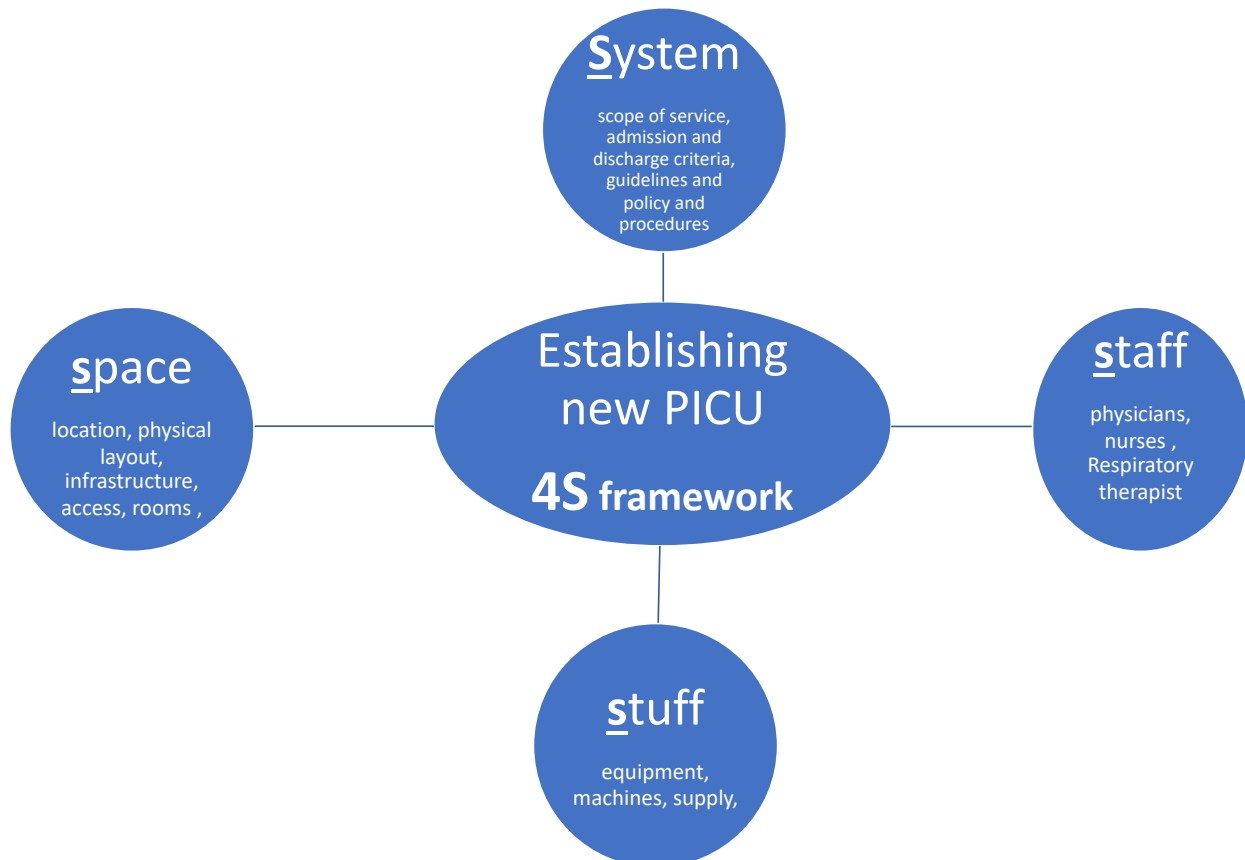 System
scope of service,
admission and
discharge criteria,
guidelines and
policy and
procedures
space
location, physical
layout,
infrastructure,
access, rooms ,
Establishing
new PICU
4S framework
staff
physicians,
nurses ,
Respiratory
therapist
stuff
equipment,
machines, supply,